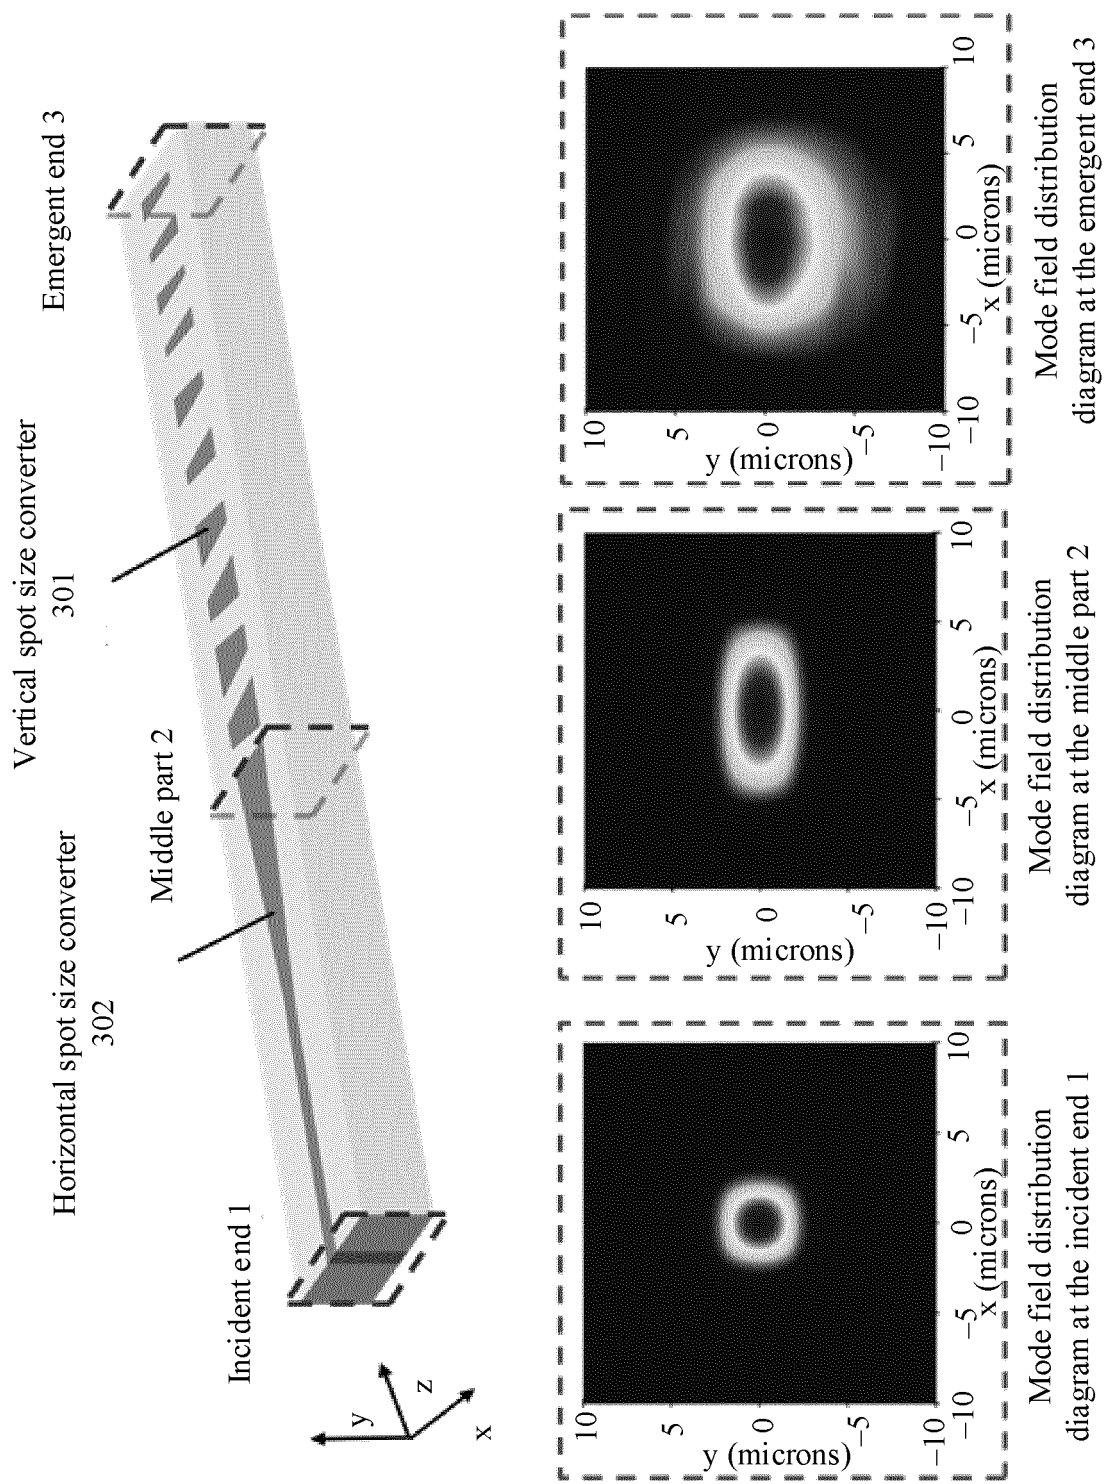 Vertical spot size converter
301
Horizontal spot size converter
302
Emergent end 3
Middle part 2
Incident end 1
y
z
x
10
5
0
−5
−10
y (microns)
−10
−5
0
5
10
x (microns)
Mode field distribution
diagram at the incident end 1
10
5
0
−5
−10
y (microns)
−10
−5
0
5
10
x (microns)
Mode field distribution
diagram at the middle part 2
10
5
0
−5
−10
y (microns)
−10
−5
0
5
10
x (microns)
Mode field distribution
diagram at the emergent end 3